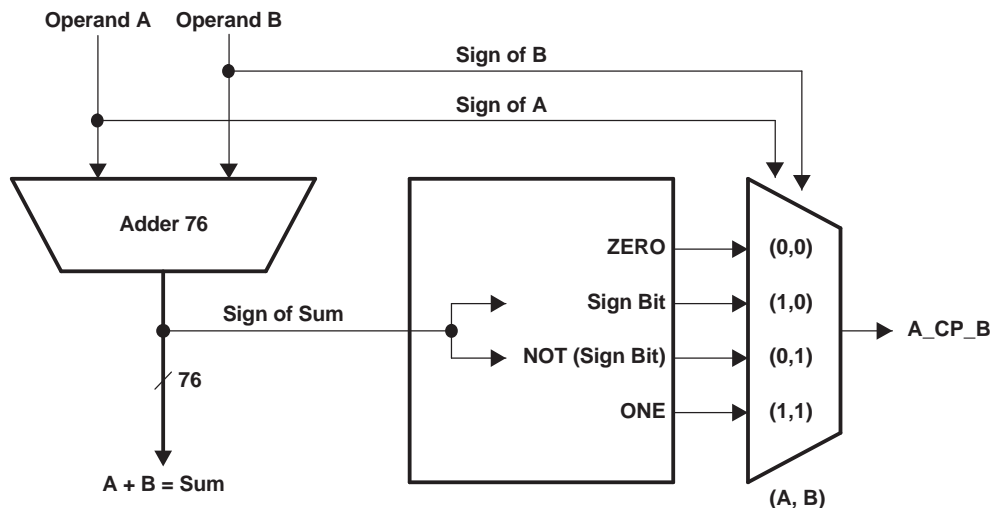 Operand A
Operand B
Sign of B
Sign of A
Adder 76
ZERO
(0,0)
Sign of Sum
Sign Bit
(1,0)
A_CP_B
NOT (Sign Bit)
(0,1)
76
ONE
(1,1)
A + B = Sum
(A, B)